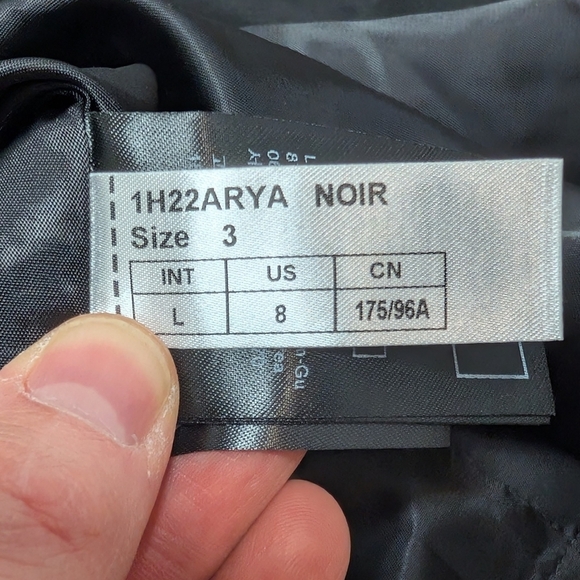 1H22ARYA NOIR
Size 3
INT US CN
L 8 175/96A